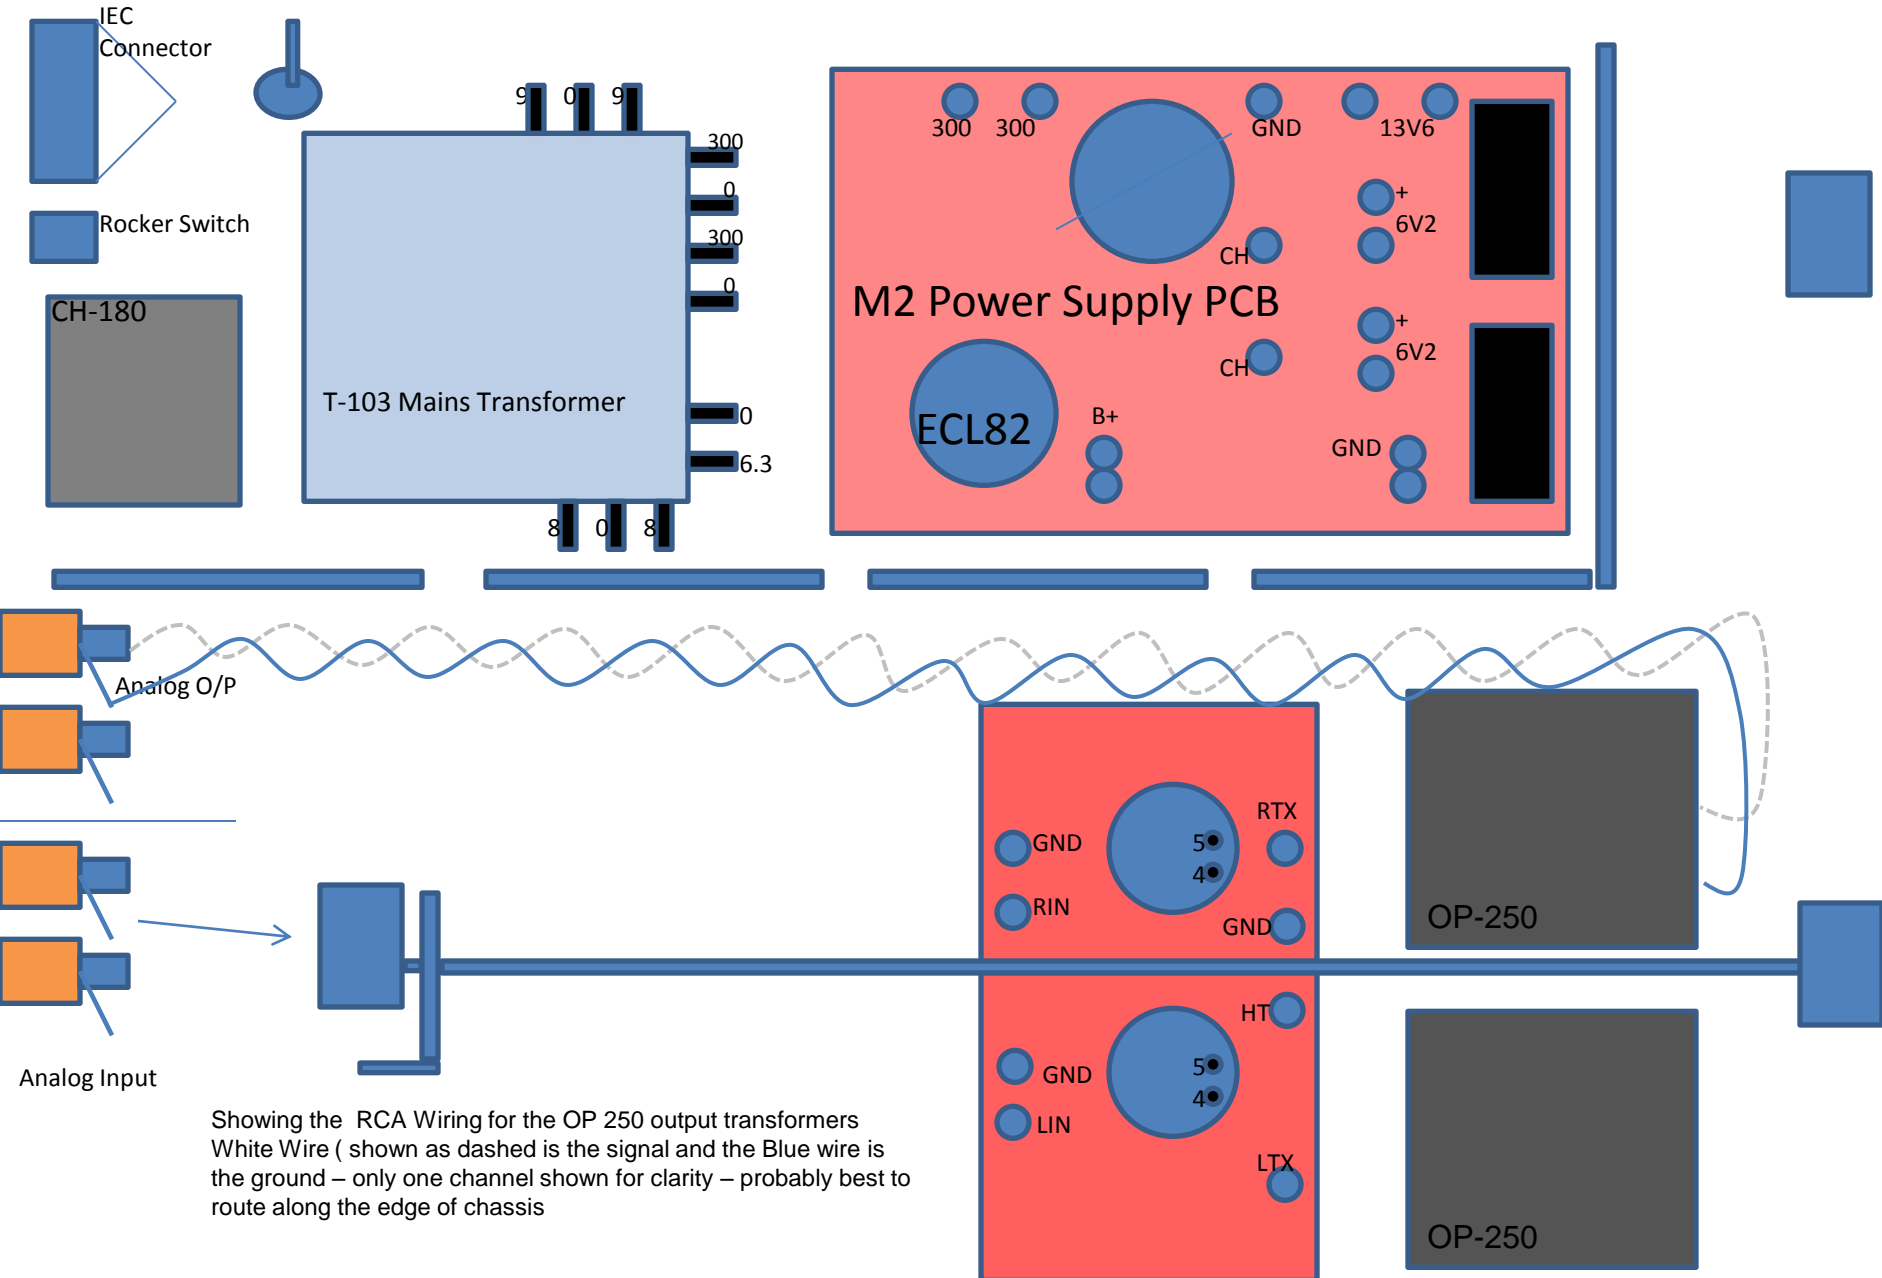 IEC
Connector
Rocker Switch
CH-180
9 0 9
300
0
300
0
0
6.3
8 0 8
T-103 Mains Transformer
300 300
GND
13V6
+
6V2
CH
M2 Power Supply PCB
+
6V2
CH
ECL82
B+
GND
Analog O/P
RTX
GND
5
4
RIN
GND
OP-250
HT
GND
5
4
LIN
LTX
OP-250
Analog Input
Showing the  RCA Wiring for the OP 250 output transformers
White Wire ( shown as dashed is the signal and the Blue wire is
the ground – only one channel shown for clarity – probably best to
route along the edge of chassis